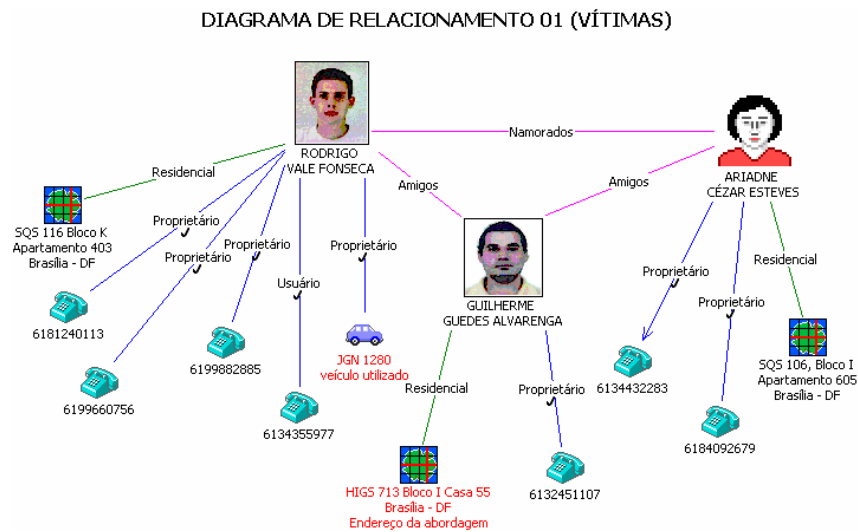 DIAGRAMA DE RELACIONAMENTO 01 (VÍTIMAS)
Namorados
RODRIGO
VALE FONSECA
ARIADNE
CÉZAR ESTEVES
Residencial
Amigos
Amigos
SQS 116 Bloco K
Apartamento 403
Brasília - DF
Proprietário
Proprietário
Proprietário
Proprietário
Usuário
GUILHERME
GUEDES ALVARENGA
Proprietário
Proprietário
Residencial
6181240113
6199660756
6199882885
6134355977
JGN 1280
veículo utilizado
Residencial
Proprietário
6134432283
SQS 106, Bloco I
Apartamento 605
Brasília - DF
6184092679
HIGS 713 Bloco I Casa 55
Brasília - DF
Endereço da abordagem
6132451107